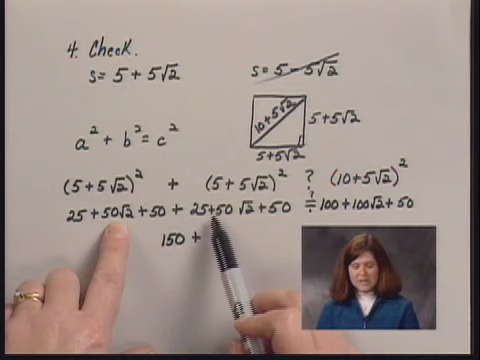 4. Check.
s = 5 + 5√2
s = 5 - 5√2
10+5√2
5+5√2
5+5√2
a² + b² = c²
(5+5√2)² + (5+5√2)² ≟ (10+5√2)²
25+50√2+50 + 25+50√2+50 ≟ 100+100√2+50
150 +